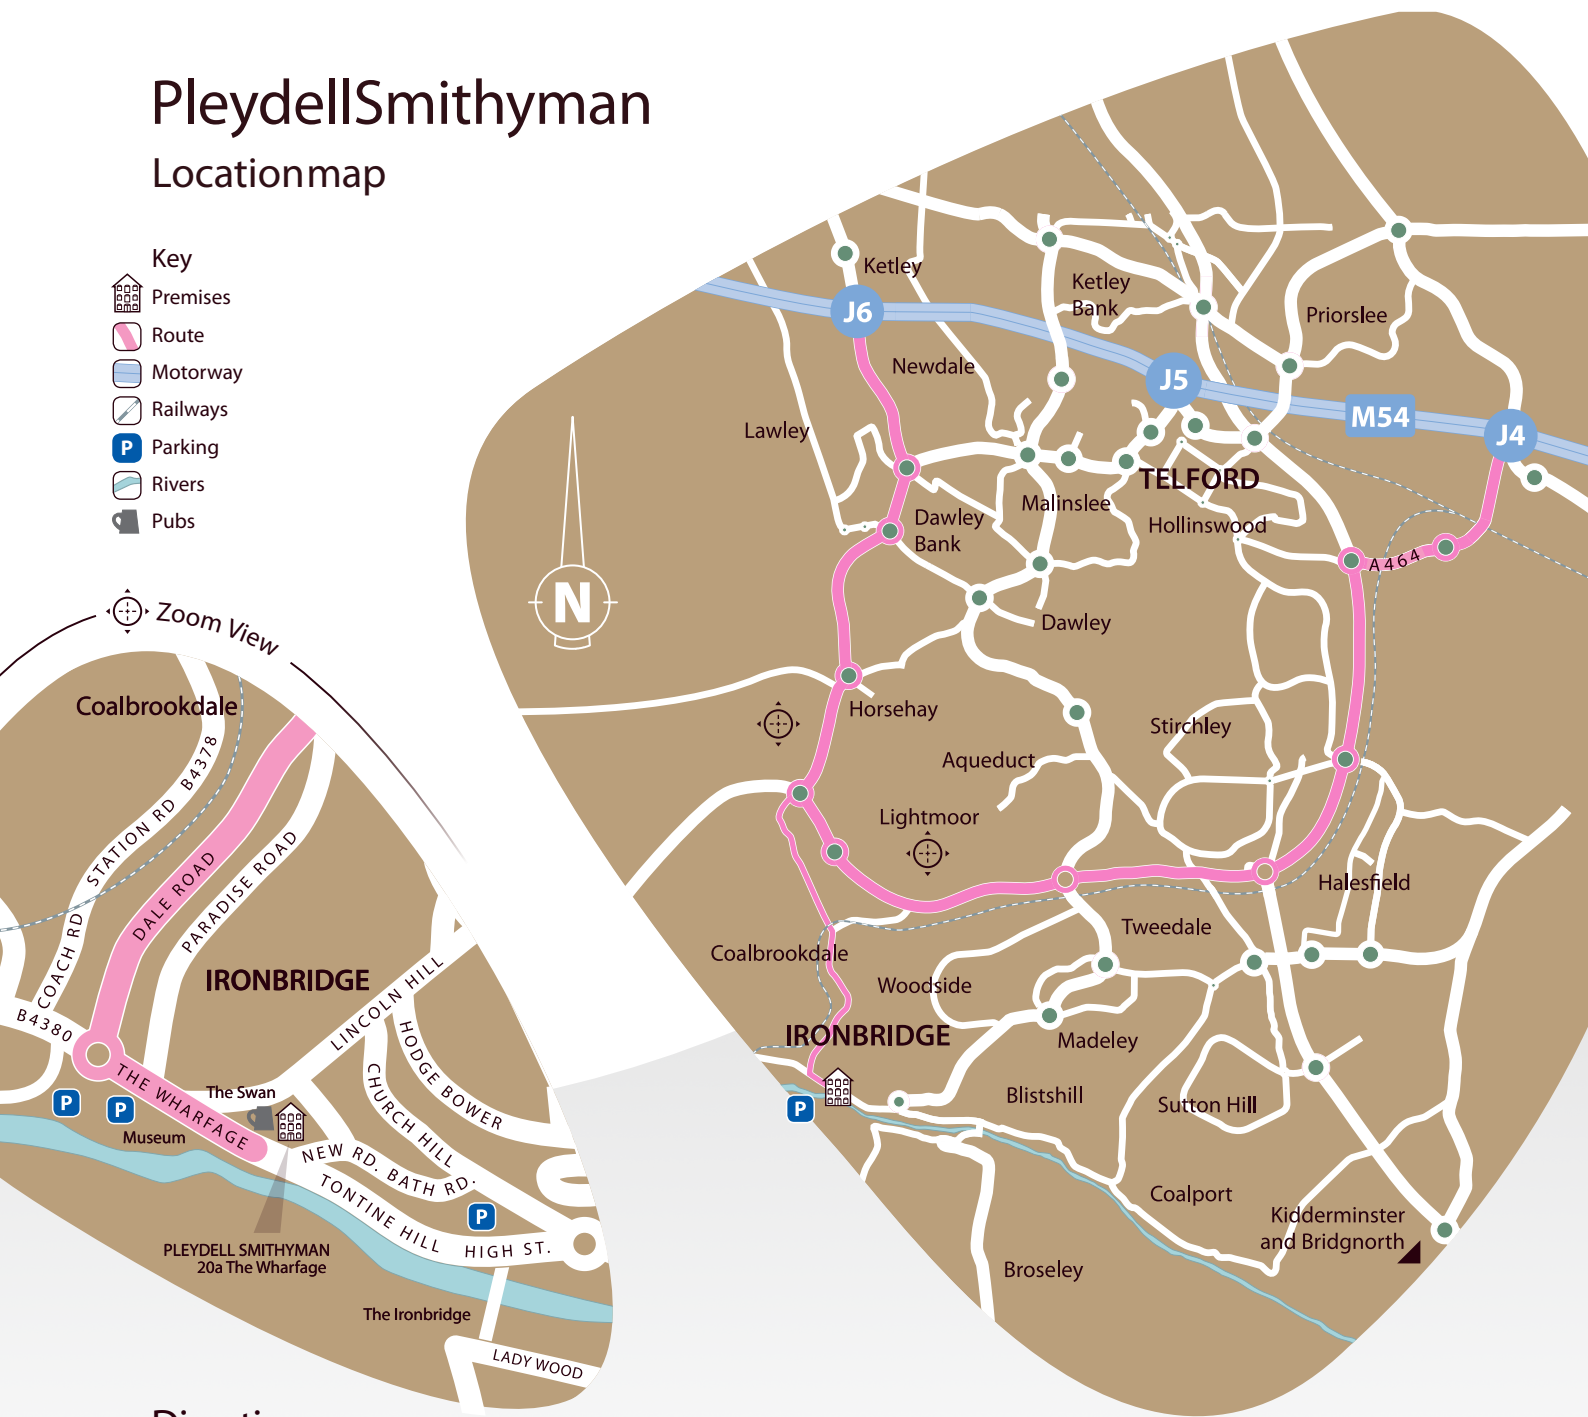 PleydellSmithyman
Locationmap
Key
Premises
Route
Motorway
Railways
P Parking
Rivers
Pubs
Zoom View
Coalbrookdale
STATION RD B4378
DALE ROAD
PARADISE ROAD
COACH RD
B4380
IRONBRIDGE
LINCOLN HILL
HODGE BOWER
CHURCH HILL
THE WHARFAGE
The Swan
P
P
Museum
NEW RD. BATH RD.
TONTINE HILL
HIGH ST.
P
PLEYDELL SMITHYMAN
20a The Wharfage
The Ironbridge
LADY WOOD
N
Ketley
J6
Ketley
Bank
Priorslee
Newdale
J5
M54
J4
Lawley
TELFORD
Malinslee
Dawley
Bank
Hollinswood
A464
Dawley
Horsehay
Stirchley
Aqueduct
Lightmoor
Halesfield
Tweedale
Coalbrookdale
Woodside
IRONBRIDGE
Madeley
P
Blistshill
Sutton Hill
Coalport
Kidderminster
and Bridgnorth
Broseley